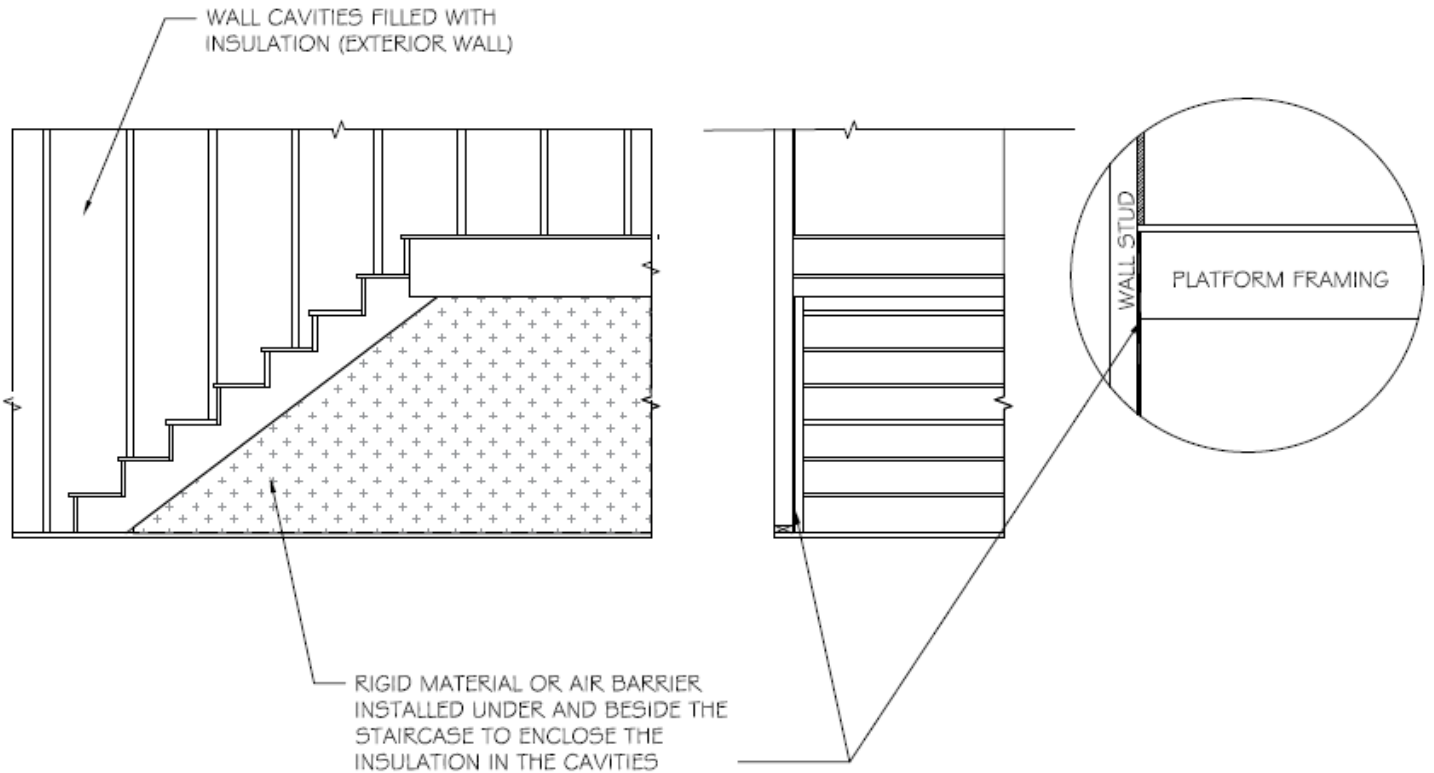 WALL CAVITIES FILLED WITH
INSULATION (EXTERIOR WALL)
WALL STUD
PLATFORM FRAMING
RIGID MATERIAL OR AIR BARRIER
INSTALLED UNDER AND BESIDE THE
STAIRCASE TO ENCLOSE THE
INSULATION IN THE CAVITIES